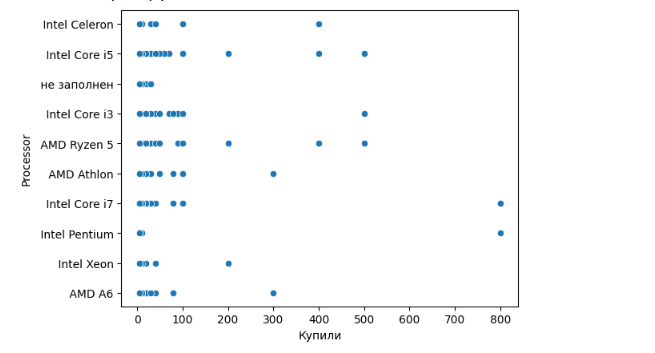 Intel Celeron
Intel Core i5
не заполнен
Intel Core i3
AMD Ryzen 5
AMD Athlon
Intel Core i7
Intel Pentium
Intel Xeon
AMD A6
Processor
0 100 200 300 400 500 600 700 800
Купили